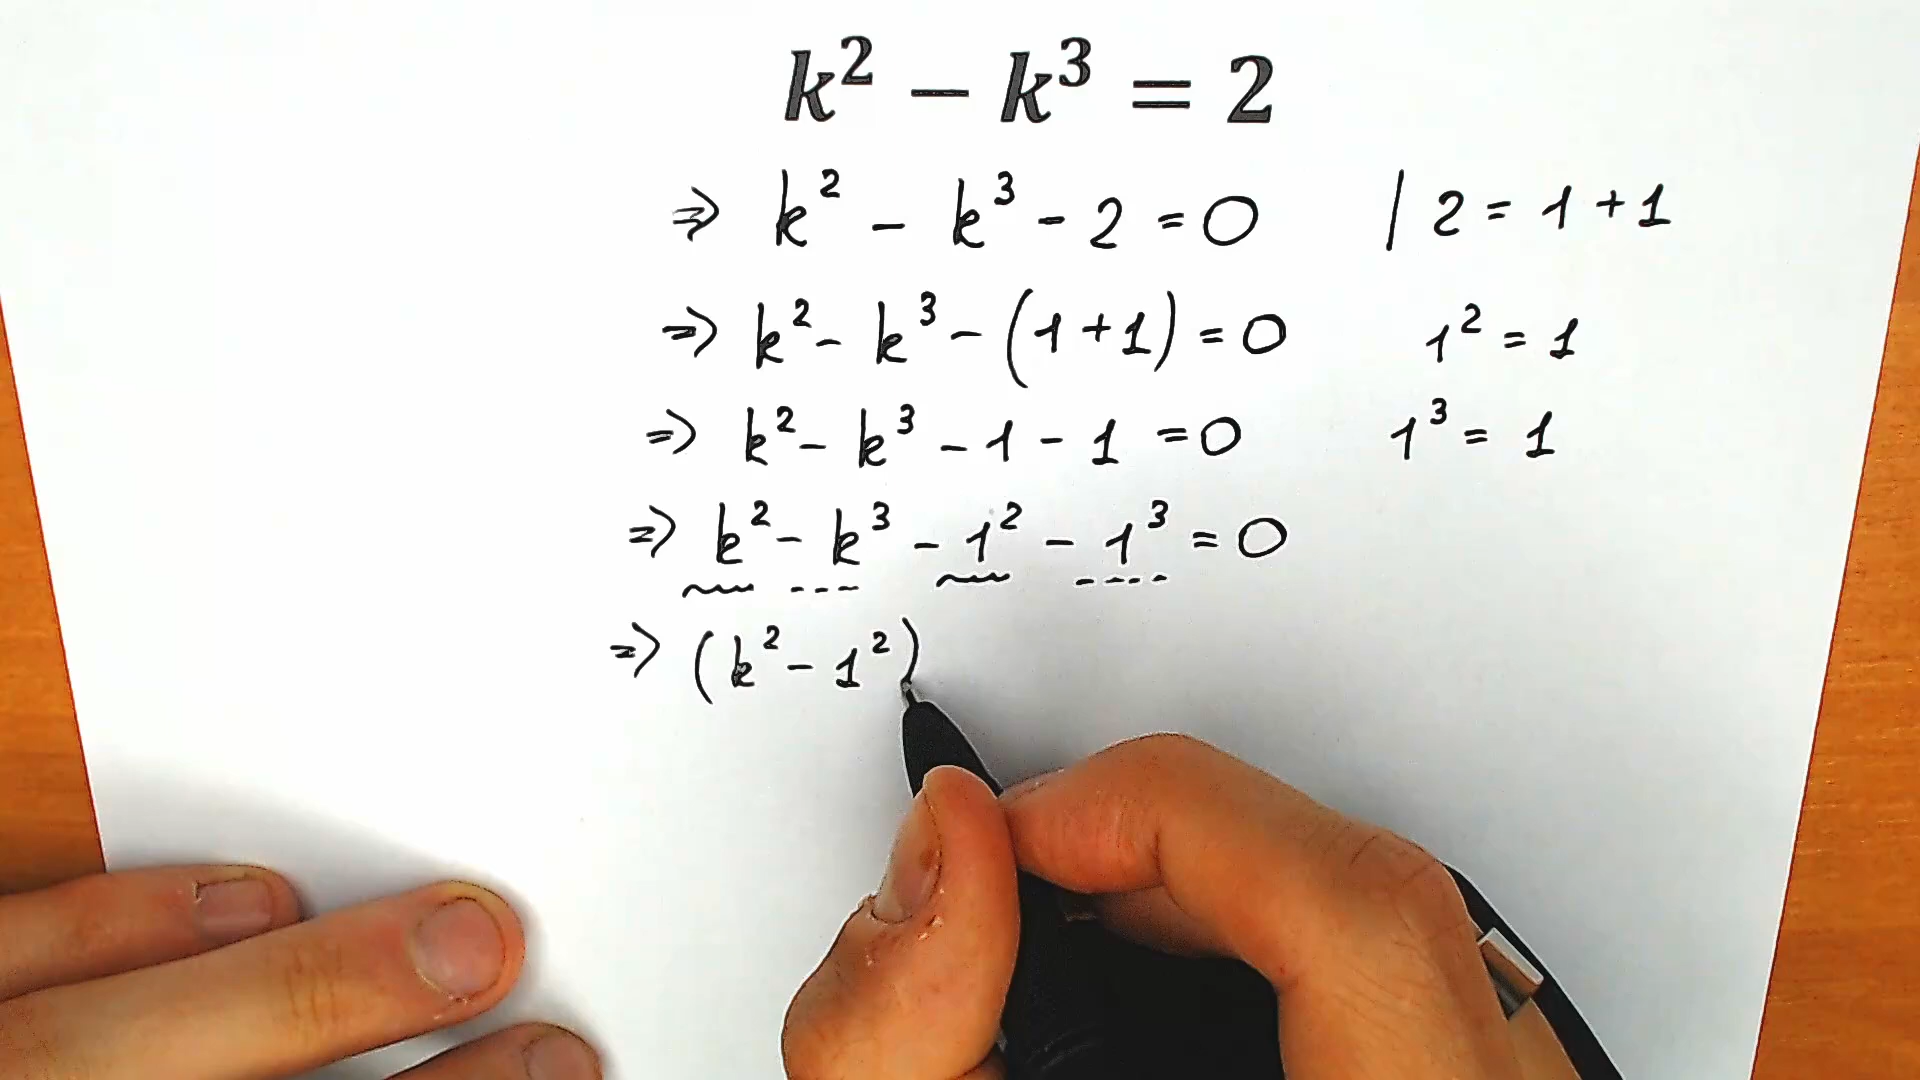 k² − k³ = 2
⇒ k² − k³ − 2 = 0 | 2 = 1 + 1
⇒ k² − k³ − (1 + 1) = 0 1² = 1
⇒ k² − k³ − 1 − 1 = 0 1³ = 1
⇒ k² − k³ − 1² − 1³ = 0
⇒ (k² − 1²)